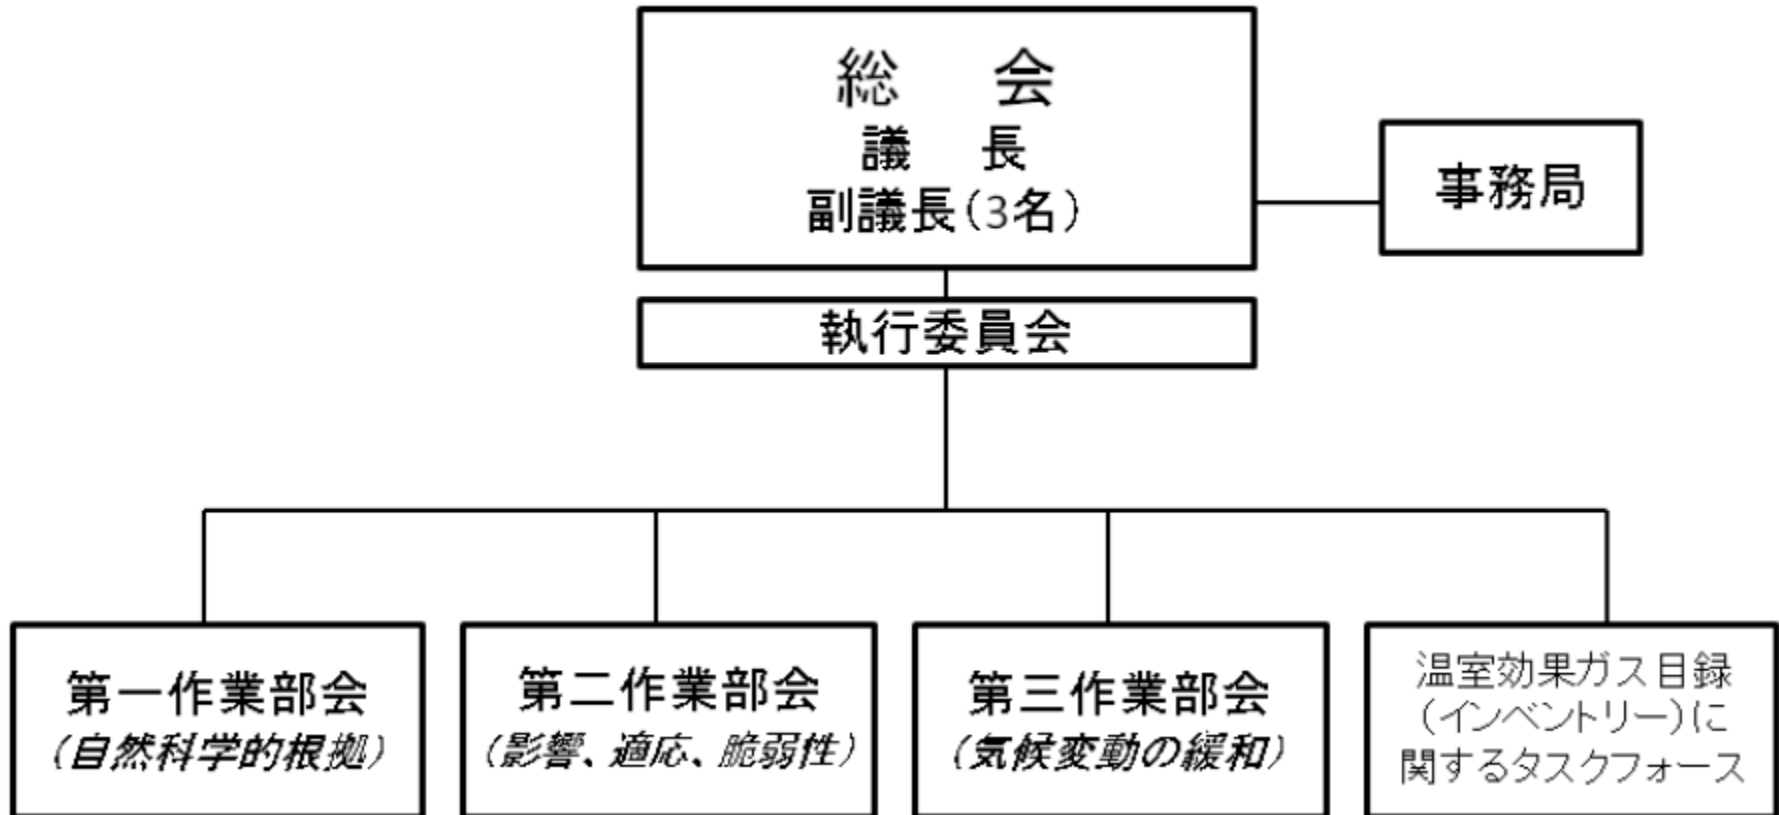 総 会
議 長
副議長(3名)
事務局
執行委員会
第一作業部会
(自然科学的根拠)
第二作業部会
(影響、適応、脆弱性)
第三作業部会
(気候変動の緩和)
温室効果ガス目録
(インベントリー)に
関するタスクフォース